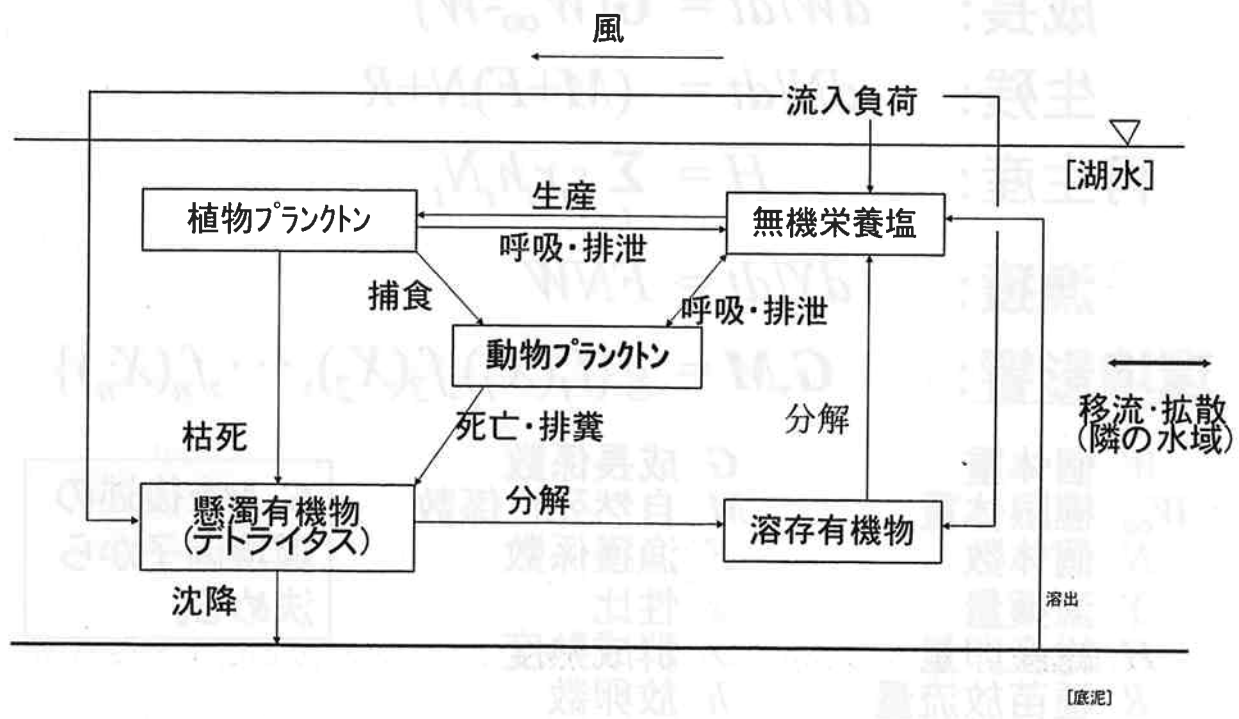 風
流入負荷
[湖水]
植物プランクトン
生産
無機栄養塩
呼吸・排泄
捕食
呼吸・排泄
動物プランクトン
枯死
死亡・排糞
分解
移流・拡散
(隣の水域)
懸濁有機物
(デトライタス)
分解
溶存有機物
沈降
溶出
[底泥]